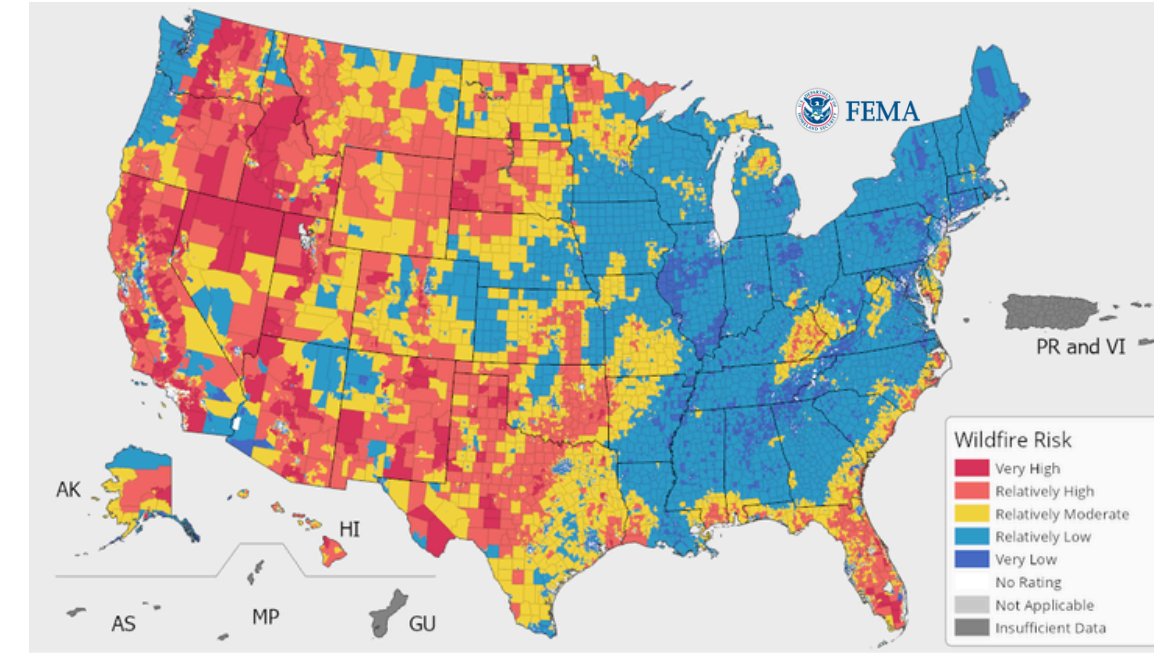 FEMA
PR and VI
AK
HI
AS
MP
GU
Wildfire Risk
Very High
Relatively High
Relatively Moderate
Relatively Low
Very Low
No Rating
Not Applicable
Insufficient Data